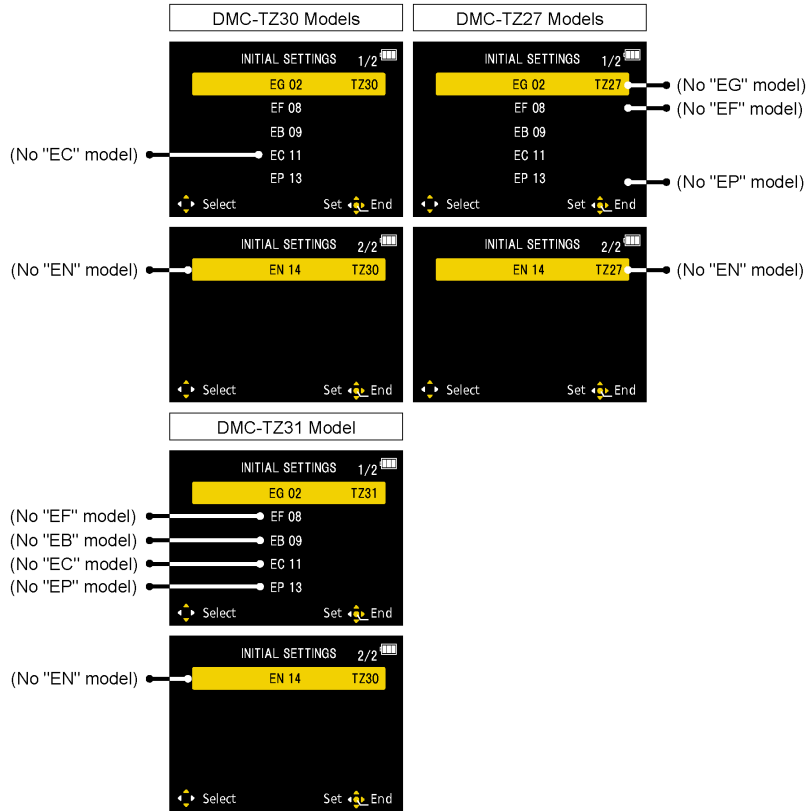 DMC-TZ30 Models
DMC-TZ27 Models
INITIAL SETTINGS 1/2
EG 02 TZ30
EF 08
EB 09
(No "EC" model) EC 11
EP 13
Select Set End
INITIAL SETTINGS 1/2
EG 02 TZ27 (No "EG" model)
EF 08 (No "EF" model)
EB 09
EC 11
EP 13 (No "EP" model)
Select Set End
INITIAL SETTINGS 2/2
(No "EN" model) EN 14 TZ30
Select Set End
INITIAL SETTINGS 2/2
EN 14 TZ27 (No "EN" model)
Select Set End
DMC-TZ31 Model
INITIAL SETTINGS 1/2
EG 02 TZ31
(No "EF" model) EF 08
(No "EB" model) EB 09
(No "EC" model) EC 11
(No "EP" model) EP 13
Select Set End
INITIAL SETTINGS 2/2
(No "EN" model) EN 14 TZ30
Select Set End